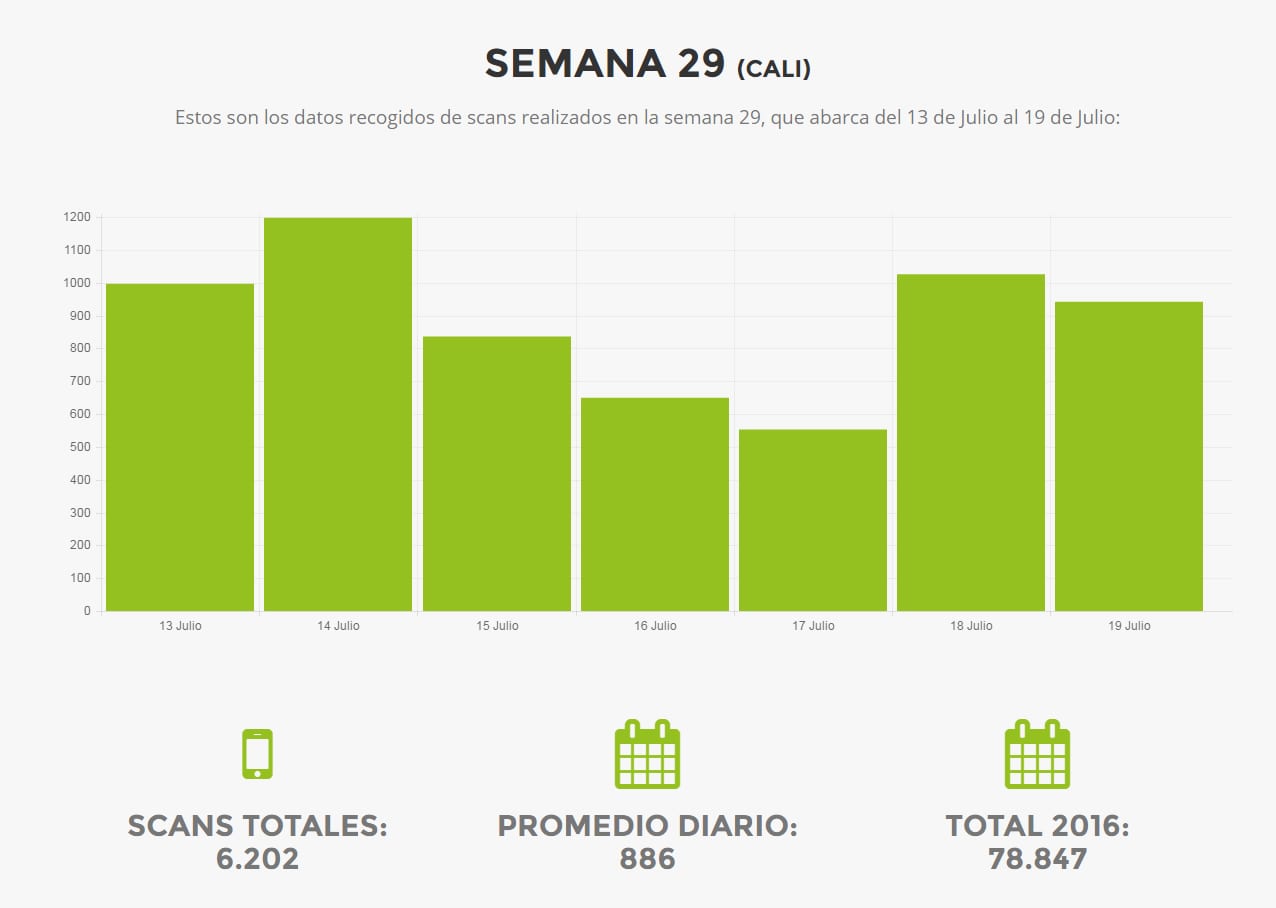 SEMANA 29 (CALI)
Estos son los datos recogidos de scans realizados en la semana 29, que abarca del 13 de Julio al 19 de Julio:
1200
1100
1000
900
800
700
600
500
400
300
200
100
0
13 Julio 14 Julio 15 Julio 16 Julio 17 Julio 18 Julio 19 Julio
SCANS TOTALES:
6.202
PROMEDIO DIARIO:
886
TOTAL 2016:
78.847